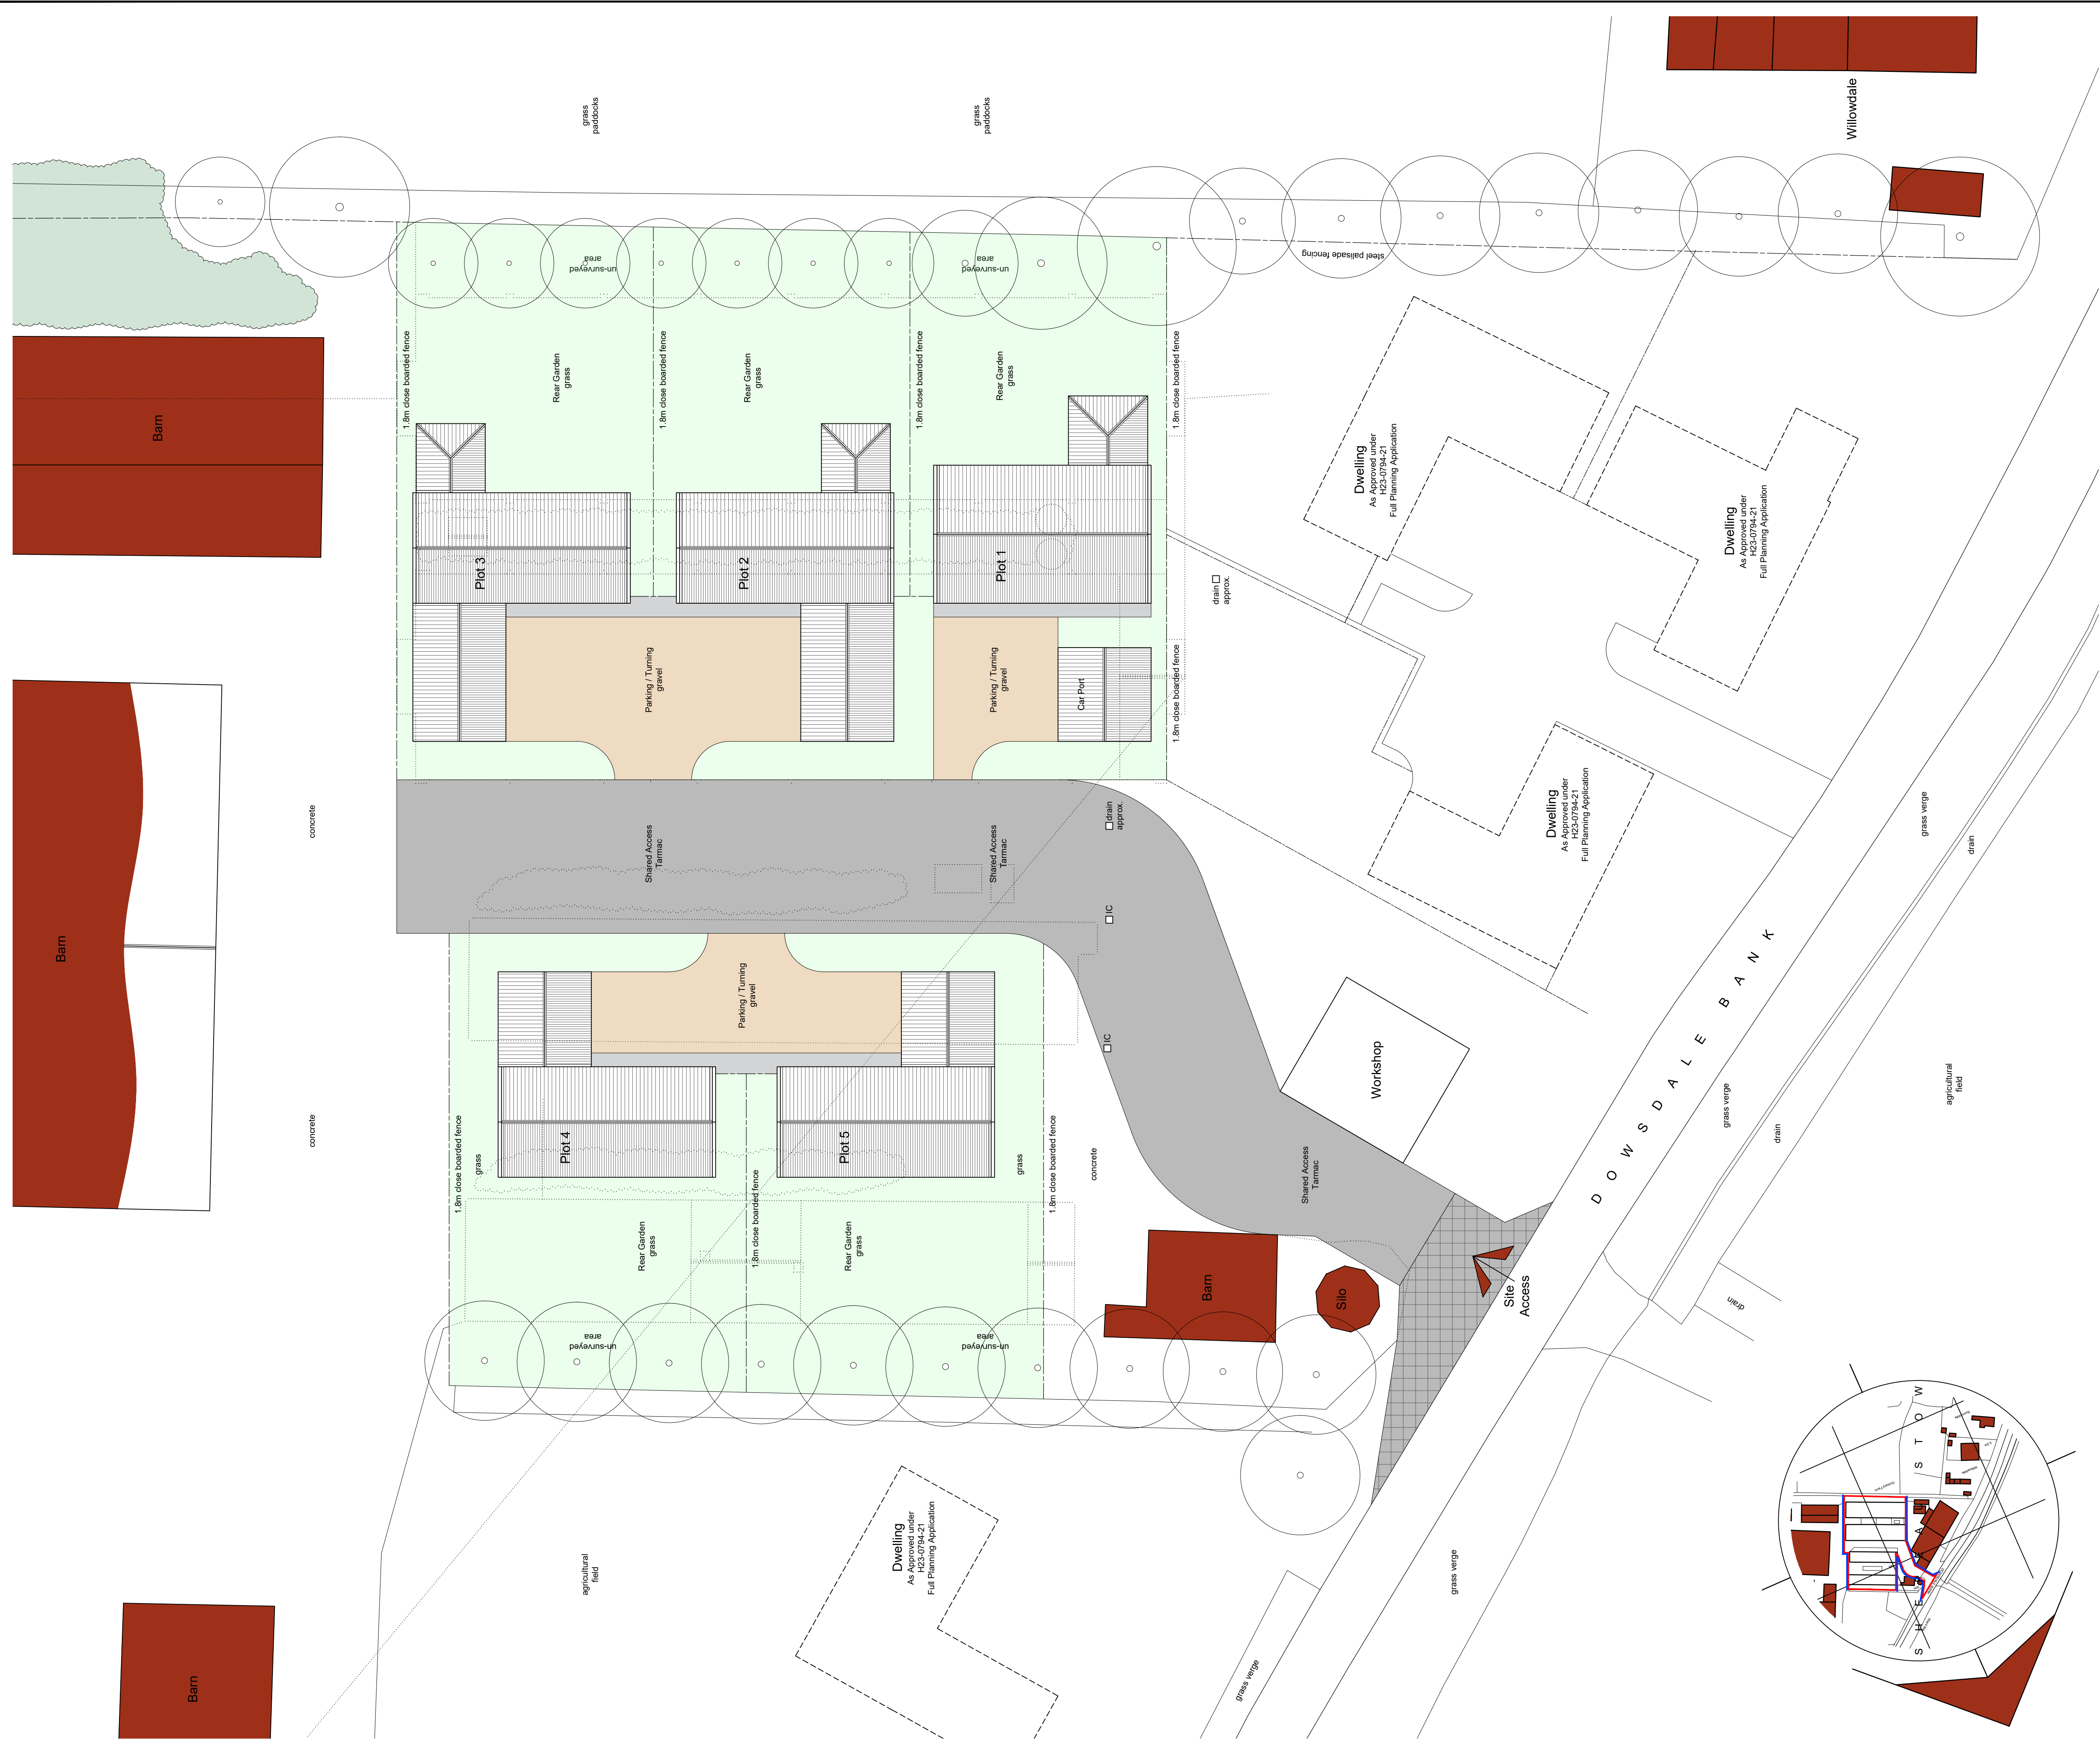 Willowdale
grass
paddocks
grass
paddocks
un-surveyed
area
un-surveyed
area
steel palisade fencing
1.8m close boarded fence
Rear Garden
grass
1.8m close boarded fence
Rear Garden
grass
1.8m close boarded fence
Rear Garden
grass
1.8m close boarded fence
Barn
Dwelling
As Approved under
H23-0794-21
Full Planning Application
Dwelling
As Approved under
H23-0794-21
Full Planning Application
Plot 3
Plot 2
Plot 1
drain
approx.
Parking / Turning
gravel
Parking / Turning
gravel
Car Port
1.8m close boarded fence
Dwelling
As Approved under
H23-0794-21
Full Planning Application
concrete
Shared Access
Tarmac
Shared Access
Tarmac
drain
approx.
grass verge
drain
IC
Barn
Parking / Turning
gravel
IC
DOWSDALE BANK
Workshop
agricultural
field
grass verge
drain
concrete
Plot 4
Plot 5
1.8m close boarded fence
grass
1.8m close boarded fence
grass
1.8m close boarded fence
concrete
Shared Access
Tarmac
Rear Garden
grass
Rear Garden
grass
Barn
Silo
Site
Access
drain
un-surveyed
area
un-surveyed
area
Dwelling
As Approved under
H23-0794-21
Full Planning Application
agricultural
field
grass verge
grass verge
Barn